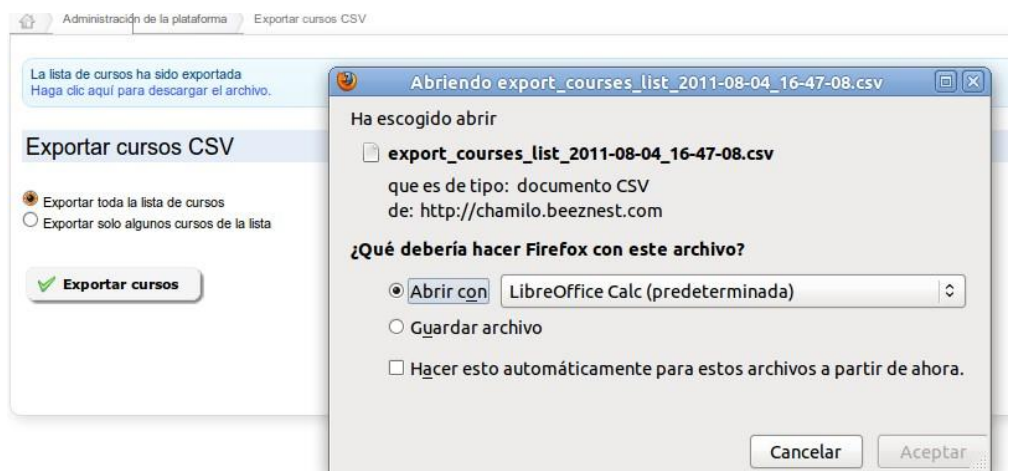 Administración de la plataforma Exportar cursos CSV
La lista de cursos ha sido exportada
Haga clic aquí para descargar el archivo.
Exportar cursos CSV
Exportar toda la lista de cursos
Exportar solo algunos cursos de la lista
Exportar cursos
Abriendo export_courses_list_2011-08-04_16-47-08.csv
Ha escogido abrir
export_courses_list_2011-08-04_16-47-08.csv
que es de tipo: documento CSV
de: http://chamilo.beeznest.com
¿Qué debería hacer Firefox con este archivo?
Abrir con LibreOffice Calc (predeterminada)
Guardar archivo
Hacer esto automáticamente para estos archivos a partir de ahora.
Cancelar Aceptar